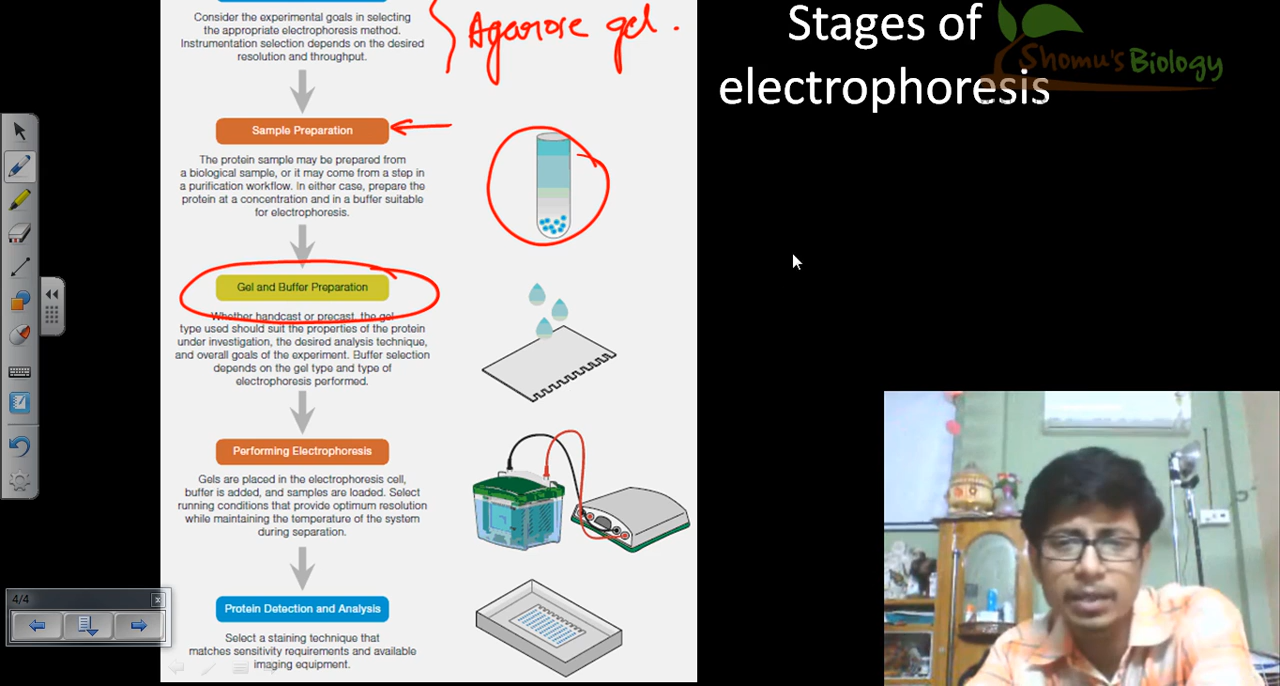 Consider the experimental goals in selecting
the appropriate electrophoresis method.
Instrumentation selection depends on the desired
resolution and throughput.
Agarose gel.
Stages of
electrophoresis
Shomu's Biology
Sample Preparation
The protein sample may be prepared from
a biological sample, or it may come from a step in
a purification workflow. In either case, prepare the
protein at a concentration and in a buffer suitable
for electrophoresis.
Gel and Buffer Preparation
Whether handcast or precast, the gel
type used should suit the properties of the protein
under investigation, the desired analysis technique,
and overall goals of the experiment. Buffer selection
depends on the gel type and type of
electrophoresis performed.
Performing Electrophoresis
Gels are placed in the electrophoresis cell,
buffer is added, and samples are loaded. Select
running conditions that provide optimum resolution
while maintaining the temperature of the system
during separation.
4/4
Protein Detection and Analysis
Select a staining technique that
matches sensitivity requirements and available
imaging equipment.